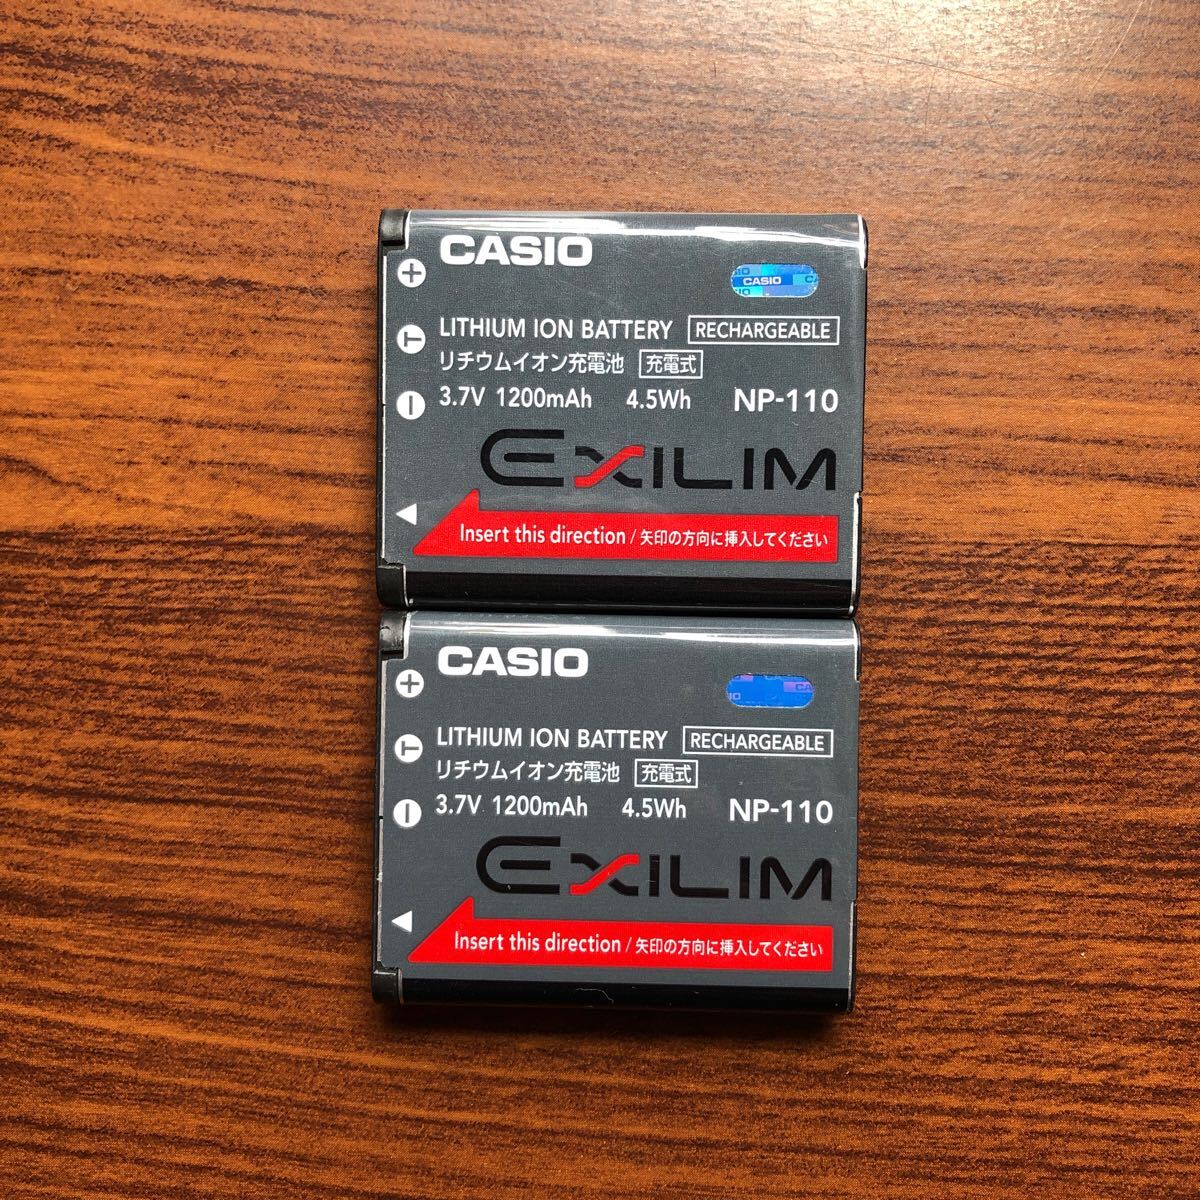 CASIO
CASIO
+
LITHIUM ION BATTERY RECHARGEABLE
T
リチウムイオン充電池 充電式
−
3.7V 1200mAh 4.5Wh NP-110
EXILIM
Insert this direction / 矢印の方向に挿入してください
CASIO
+
LITHIUM ION BATTERY RECHARGEABLE
T
リチウムイオン充電池 充電式
−
3.7V 1200mAh 4.5Wh NP-110
EXILIM
Insert this direction / 矢印の方向に挿入してください